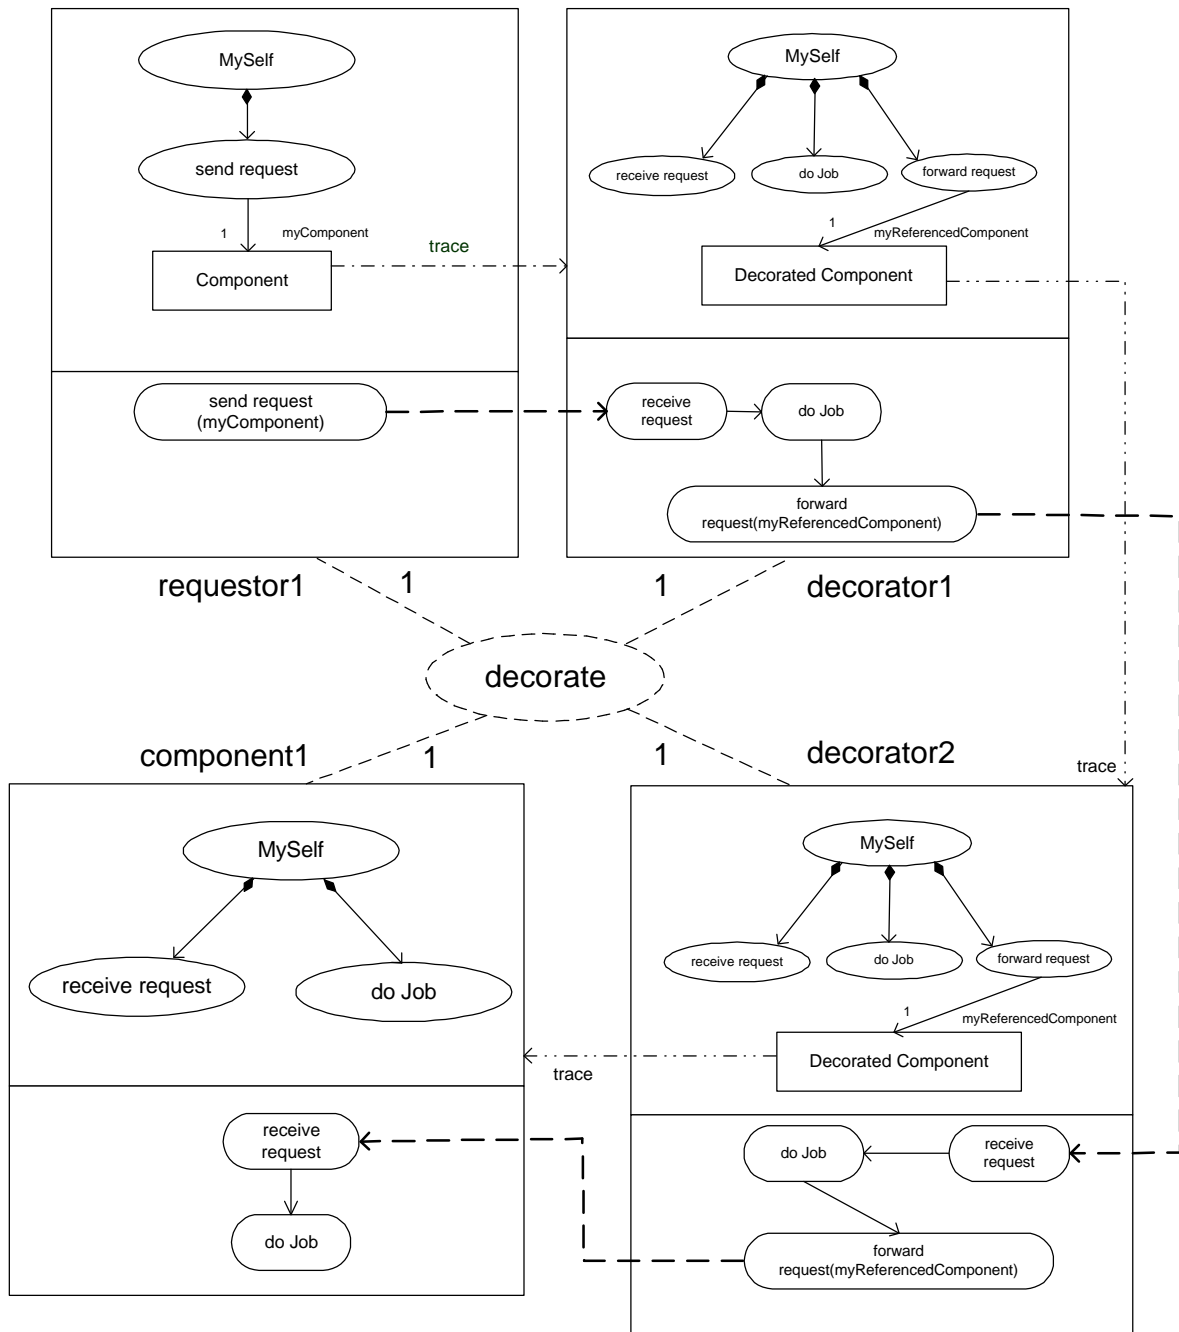 MySelf
send request
1
myComponent
Component
trace
send request
(myComponent)
MySelf
receive request
do Job
forward request
1
myReferencedComponent
Decorated Component
receive
request
do Job
forward
request(myReferencedComponent)
requestor1
1
1
decorator1
decorate
component1
1
1
decorator2
trace
MySelf
receive request
do Job
receive
request
do Job
trace
MySelf
receive request
do Job
forward request
1
myReferencedComponent
Decorated Component
do Job
receive
request
forward
request(myReferencedComponent)